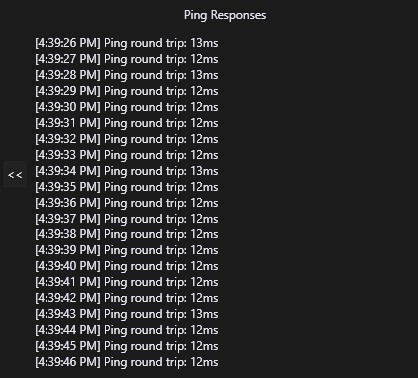 Ping Responses
[4:39:26 PM] Ping round trip: 13ms
[4:39:27 PM] Ping round trip: 12ms
[4:39:28 PM] Ping round trip: 13ms
[4:39:29 PM] Ping round trip: 12ms
[4:39:30 PM] Ping round trip: 12ms
[4:39:31 PM] Ping round trip: 12ms
[4:39:32 PM] Ping round trip: 12ms
[4:39:33 PM] Ping round trip: 12ms
[4:39:34 PM] Ping round trip: 13ms
<<
[4:39:35 PM] Ping round trip: 12ms
[4:39:36 PM] Ping round trip: 12ms
[4:39:37 PM] Ping round trip: 12ms
[4:39:38 PM] Ping round trip: 12ms
[4:39:39 PM] Ping round trip: 12ms
[4:39:40 PM] Ping round trip: 12ms
[4:39:41 PM] Ping round trip: 12ms
[4:39:42 PM] Ping round trip: 12ms
[4:39:43 PM] Ping round trip: 13ms
[4:39:44 PM] Ping round trip: 12ms
[4:39:45 PM] Ping round trip: 12ms
[4:39:46 PM] Ping round trip: 12ms